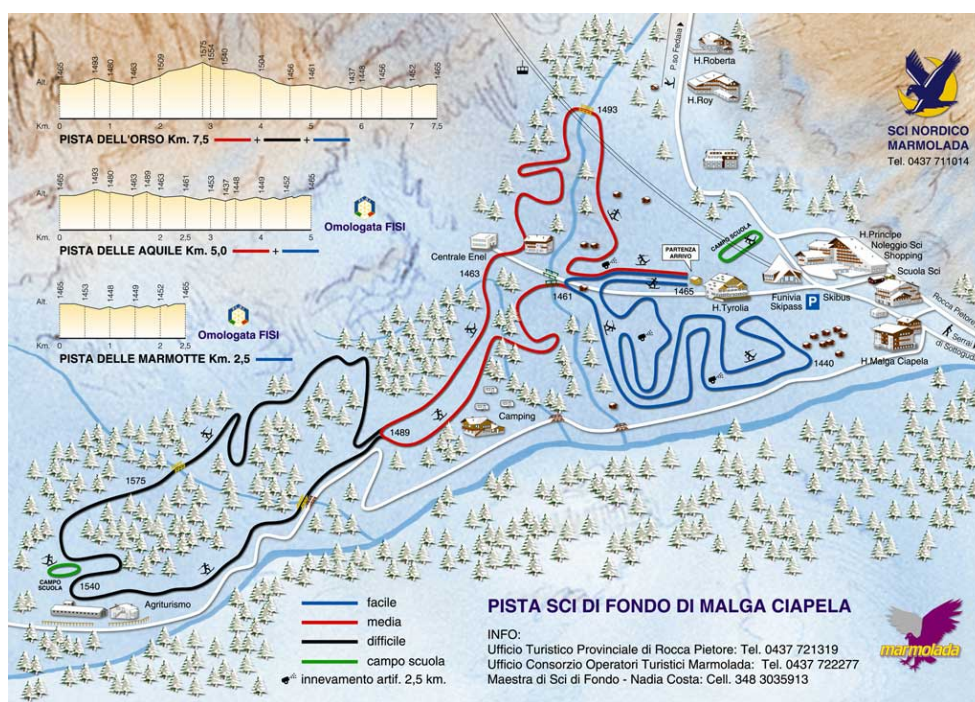 1465 1493 1480 1463 1509 1575 1554 1540 1504 1456 1461 1437 1448 1456 1452 1465
Alt.
Km. 0 1 2 3 4 5 6 7 7.5
PISTA DELL'ORSO Km. 7,5 + +
1465 1493 1480 1463 1489 1463 1461 1453 1437 1448 1449 1452 1465
Alt.
Km. 0 1 2 2.5 3 4 5
PISTA DELLE AQUILE Km. 5,0 +
Omologata FISI
1465 1453 1448 1449 1452 1465
Alt.
Km. 0 1 2 2.5
PISTA DELLE MARMOTTE Km. 2,5
Omologata FISI
P.so Fedaia
H.Roberta
H.Roy
SCI NORDICO
MARMOLADA
Tel. 0437 711014
1493
CAMPO SCUOLA
H.Principe
Noleggio Sci
Shopping
Scuola Sci
PARTENZA
ARRIVO
Centrale Enel
1463
1461
1465
H.Tyrolia
Funivia
Skipass
P
Skibus
Rocca Pietore
Serrai
di Sottoguda
H.Malga Ciapela
1440
Camping
1489
1575
CAMPO
SCUOLA
1540
Agriturismo
facile
media
difficile
campo scuola
innevamento artif. 2,5 km.
PISTA SCI DI FONDO DI MALGA CIAPELA
INFO:
Ufficio Turistico Provinciale di Rocca Pietore: Tel. 0437 721319
Ufficio Consorzio Operatori Turistici Marmolada: Tel. 0437 722277
Maestra di Sci di Fondo - Nadia Costa: Cell. 348 3035913
marmolada